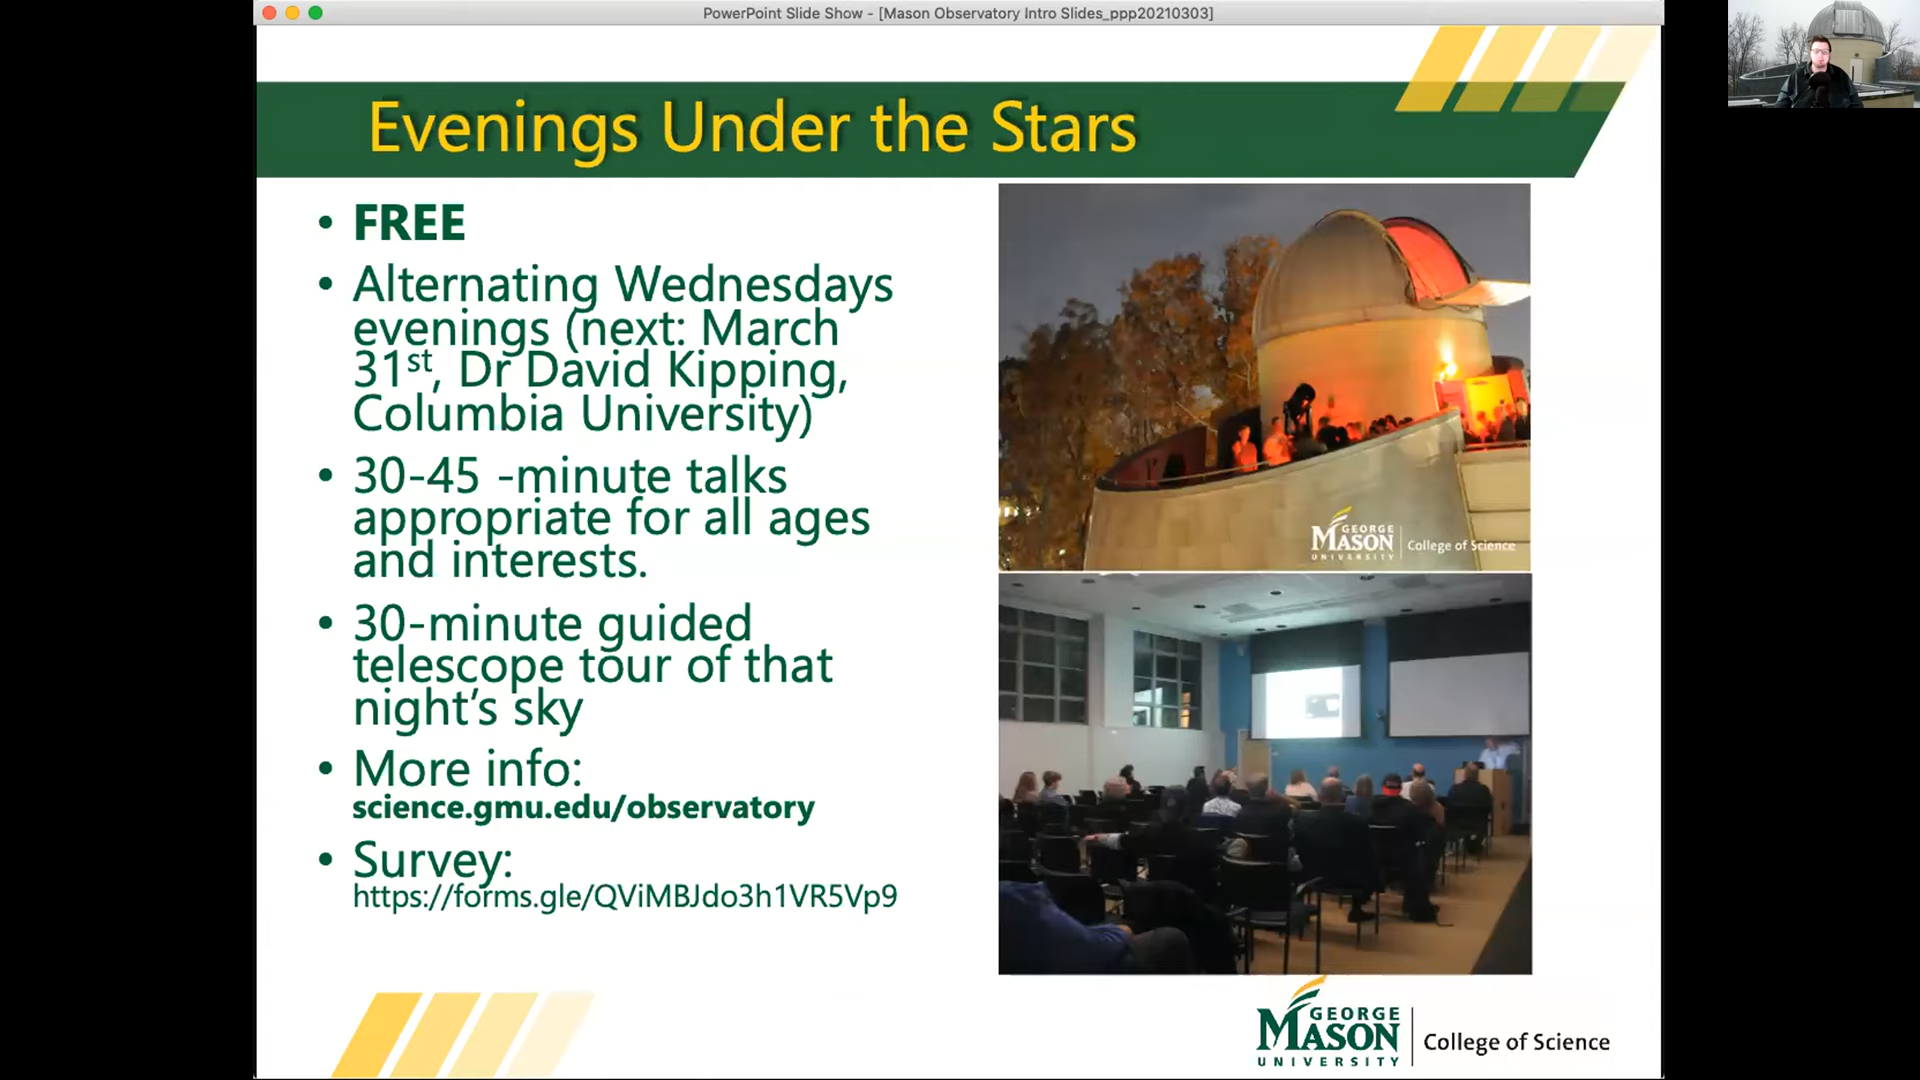 PowerPoint Slide Show - [Mason Observatory Intro Slides_ppp20210303]
Evenings Under the Stars
• FREE
• Alternating Wednesdays
evenings (next: March
31st, Dr David Kipping,
Columbia University)
• 30-45 -minute talks
appropriate for all ages
and interests.
• 30-minute guided
telescope tour of that
night's sky
• More info:
science.gmu.edu/observatory
• Survey:
https://forms.gle/QViMBJdo3h1VR5Vp9
GEORGE
MASON
UNIVERSITY
College of Science
GEORGE
MASON
UNIVERSITY
College of Science